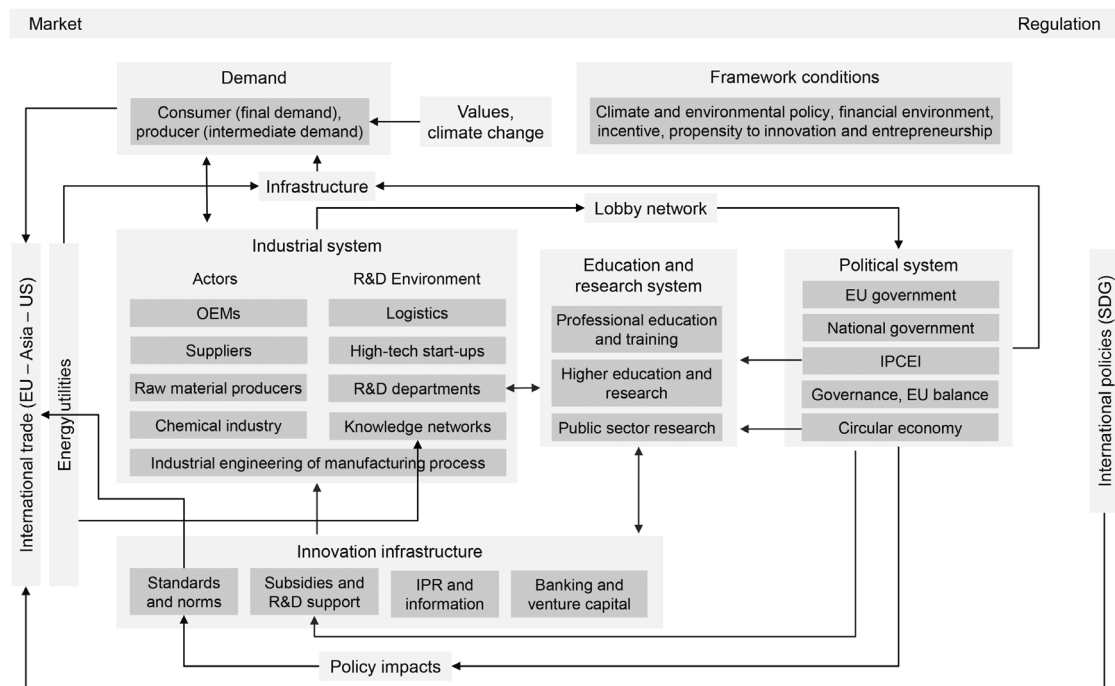 Market
Regulation
Demand
Consumer (final demand),
producer (intermediate demand)
Values,
climate change
Framework conditions
Climate and environmental policy, financial environment,
incentive, propensity to innovation and entrepreneurship
Infrastructure
Lobby network
International trade (EU – Asia – US)
Energy utilities
Industrial system
Actors
OEMs
Suppliers
Raw material producers
Chemical industry
R&D Environment
Logistics
High-tech start-ups
R&D departments
Knowledge networks
Industrial engineering of manufacturing process
Education and
research system
Professional education
and training
Higher education and
research
Public sector research
Political system
EU government
National government
IPCEI
Governance, EU balance
Circular economy
International policies (SDG)
Innovation infrastructure
Standards
and norms
Subsidies and
R&D support
IPR and
information
Banking and
venture capital
Policy impacts